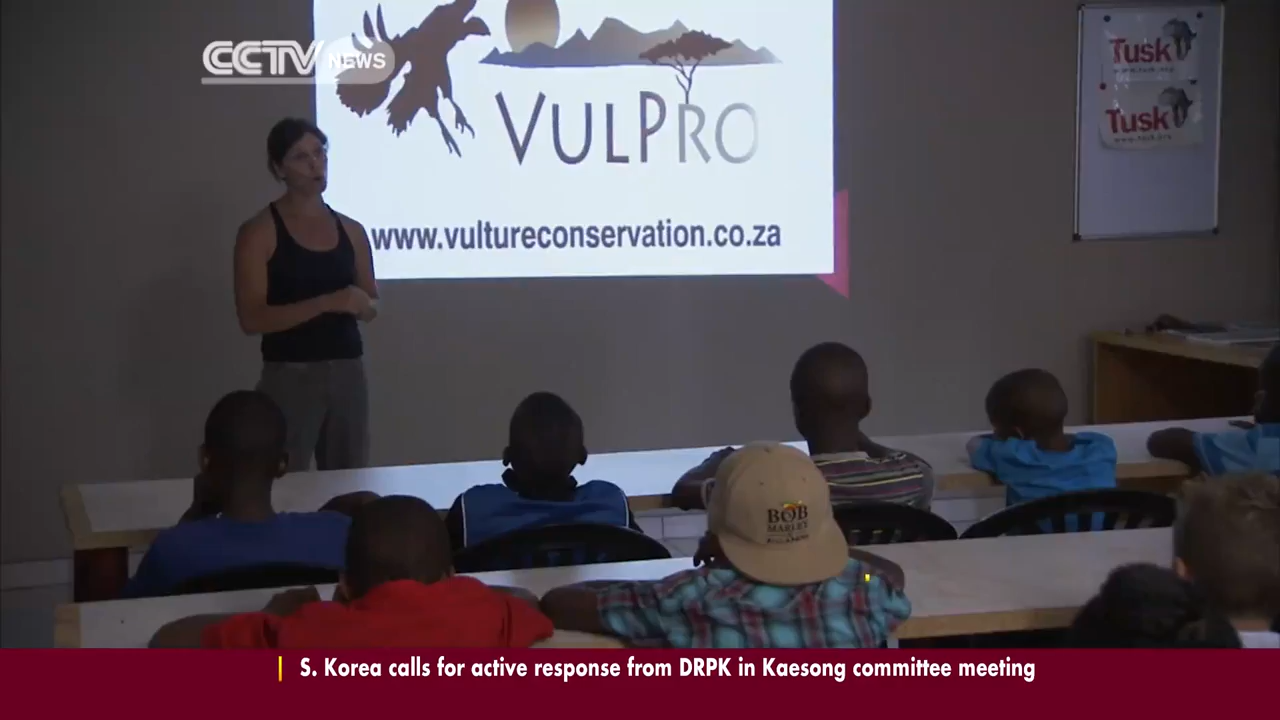 CCTV NEWS
VULPRO
www.vultureconservation.co.za
Tusk
Tusk
BOB
MARLEY
S. Korea calls for active response from DRPK in Kaesong committee meeting